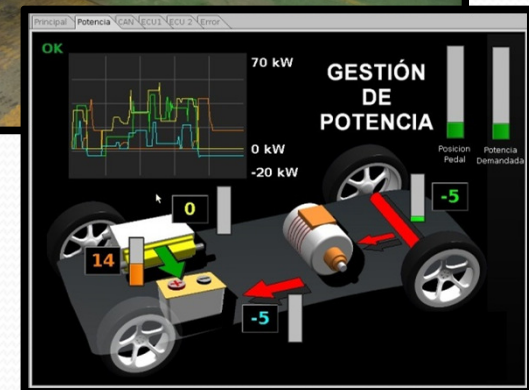 Principal Potencia CAN ECU1 ECU 2 Error
OK
70 kW
0 kW
-20 kW
GESTIÓN
DE
POTENCIA
Posicion
Pedal
Potencia
Demandada
-5
0
14
-5